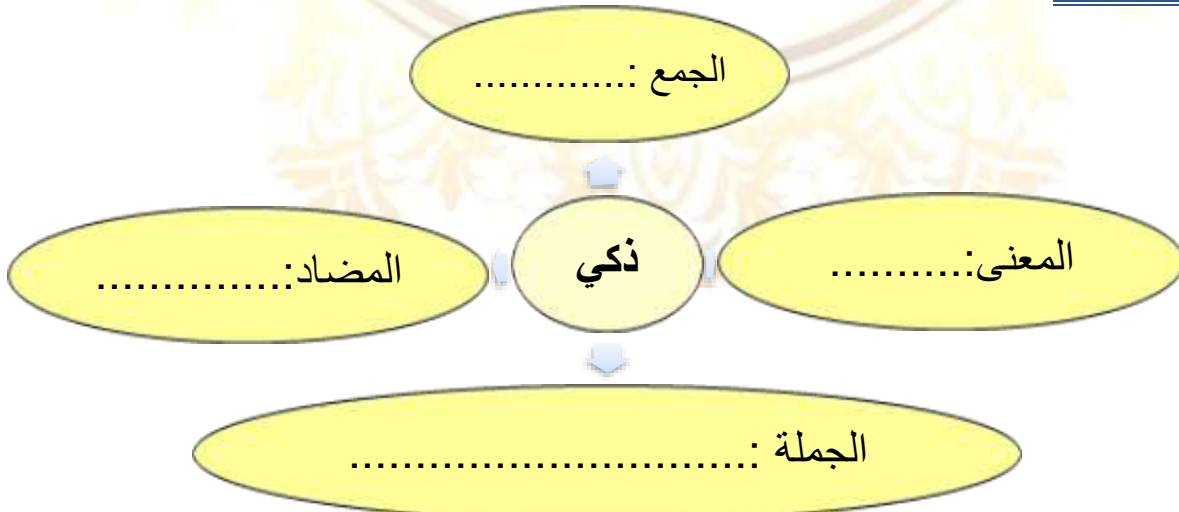 الجمع :..............
المعنى:...........
ذكي
المضاد:...............
الجملة :................................